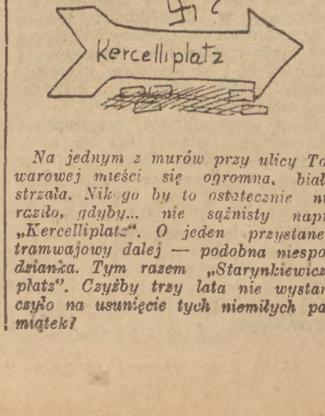 ?
Kercelliplatz
Na jednym z murów przy ulicy To
warowej mieści się ogromna, biał
strzała. Nikogo by to ostatecznie ni
raziło, gdyby... nie sążnisty napi
„Kercelliplatz“. O jeden przystane
tramwajowy dalej — podobna niespo
dzianka. Tym razem „Starynkiewicz
platz“. Czyżby trzy lata nie wystar
czyło na usunięcie tych niemiłych pa
miątek?